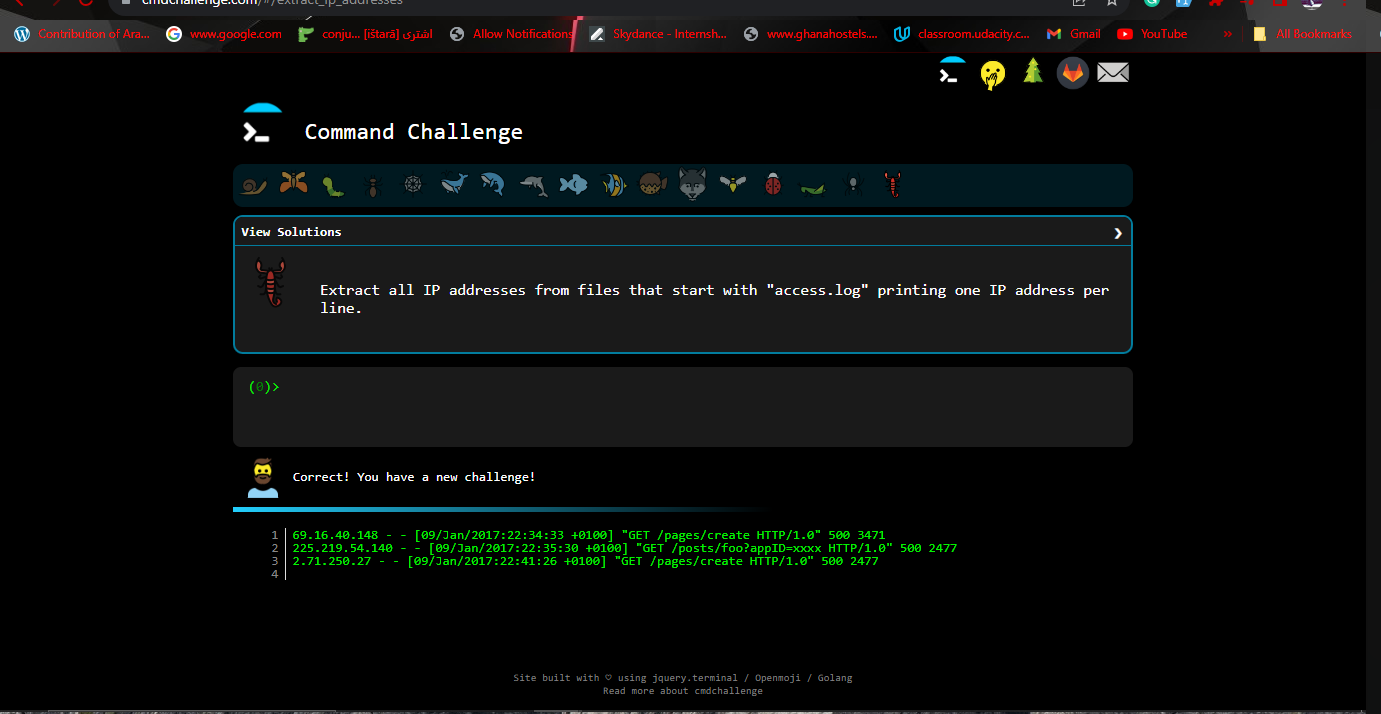 cmdchallenge.com/#/extract_ip_addresses
Contribution of Ara... www.google.com conju... [ištarā] اشترى Allow Notifications Skydance - Internsh... www.ghanahostels.... classroom.udacity.c... Gmail YouTube » All Bookmarks
Command Challenge
View Solutions
Extract all IP addresses from files that start with "access.log" printing one IP address per
line.
(0)>
Correct! You have a new challenge!
1 69.16.40.148 - - [09/Jan/2017:22:34:33 +0100] "GET /pages/create HTTP/1.0" 500 3471
2 225.219.54.140 - - [09/Jan/2017:22:35:30 +0100] "GET /posts/foo?appID=xxxx HTTP/1.0" 500 2477
3 2.71.250.27 - - [09/Jan/2017:22:41:26 +0100] "GET /pages/create HTTP/1.0" 500 2477
4
Site built with ♡ using jquery.terminal / Openmoji / Golang
Read more about cmdchallenge